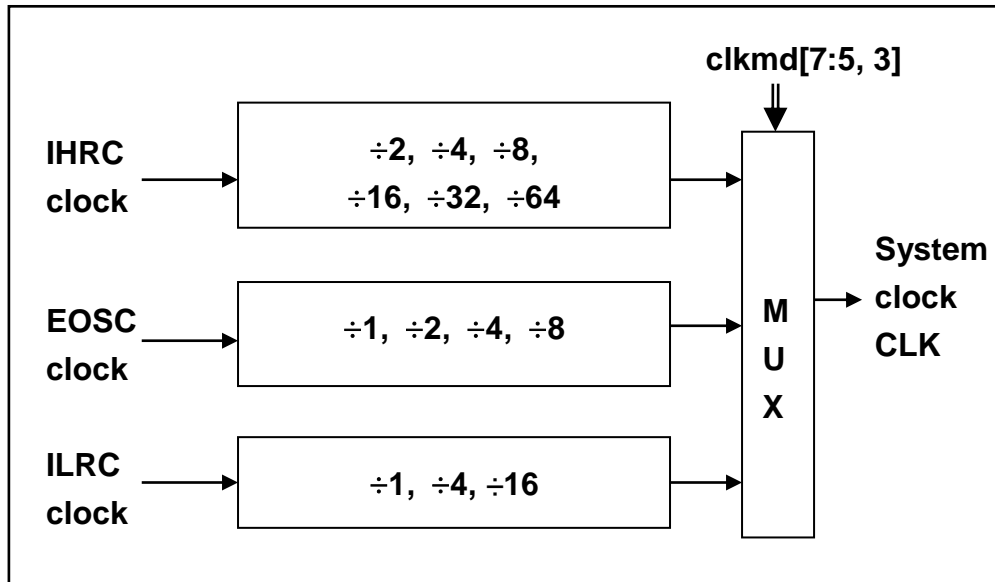 clkmd[7:5, 3]
IHRC
clock
÷2, ÷4, ÷8,
÷16, ÷32, ÷64
EOSC
clock
÷1, ÷2, ÷4, ÷8
ILRC
clock
÷1, ÷4, ÷16
M
U
X
System
clock
CLK